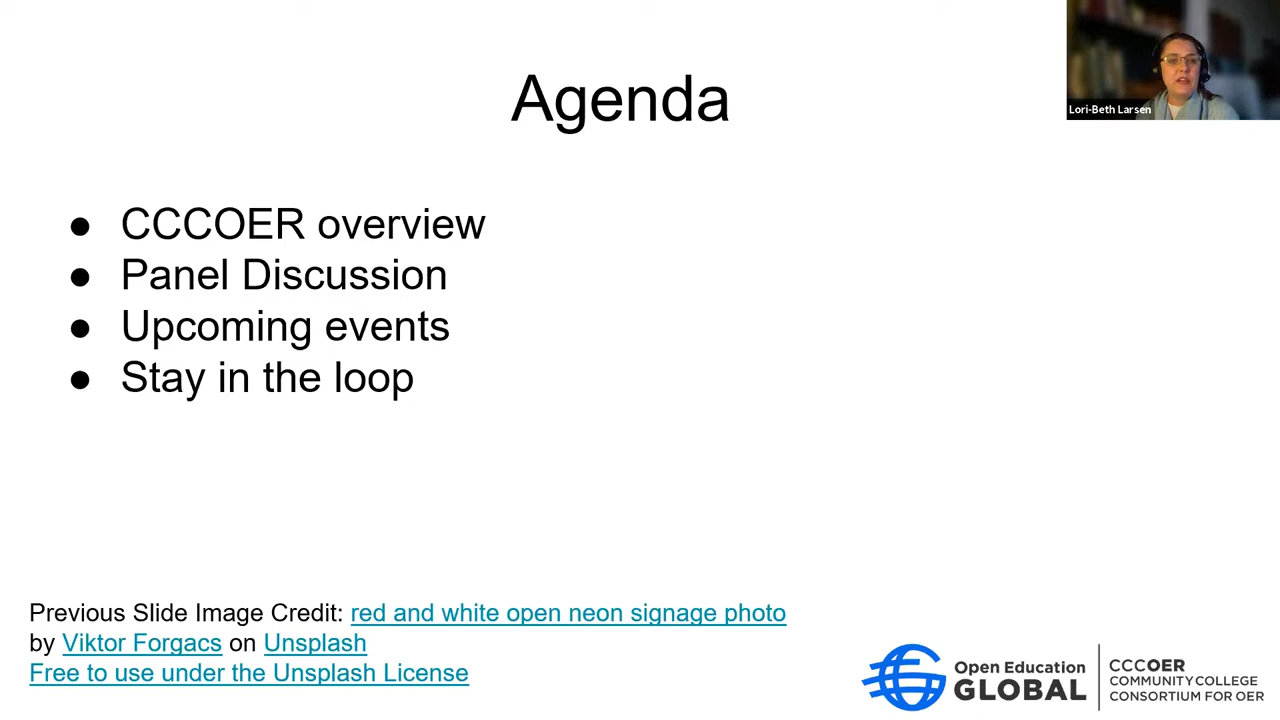 Agenda
Lori-Beth Larsen
● CCCOER overview
● Panel Discussion
● Upcoming events
● Stay in the loop
Previous Slide Image Credit: red and white open neon signage photo
by Viktor Forgacs on Unsplash
Free to use under the Unsplash License
Open Education
GLOBAL
CCCOER
COMMUNITY COLLEGE
CONSORTIUM FOR OER